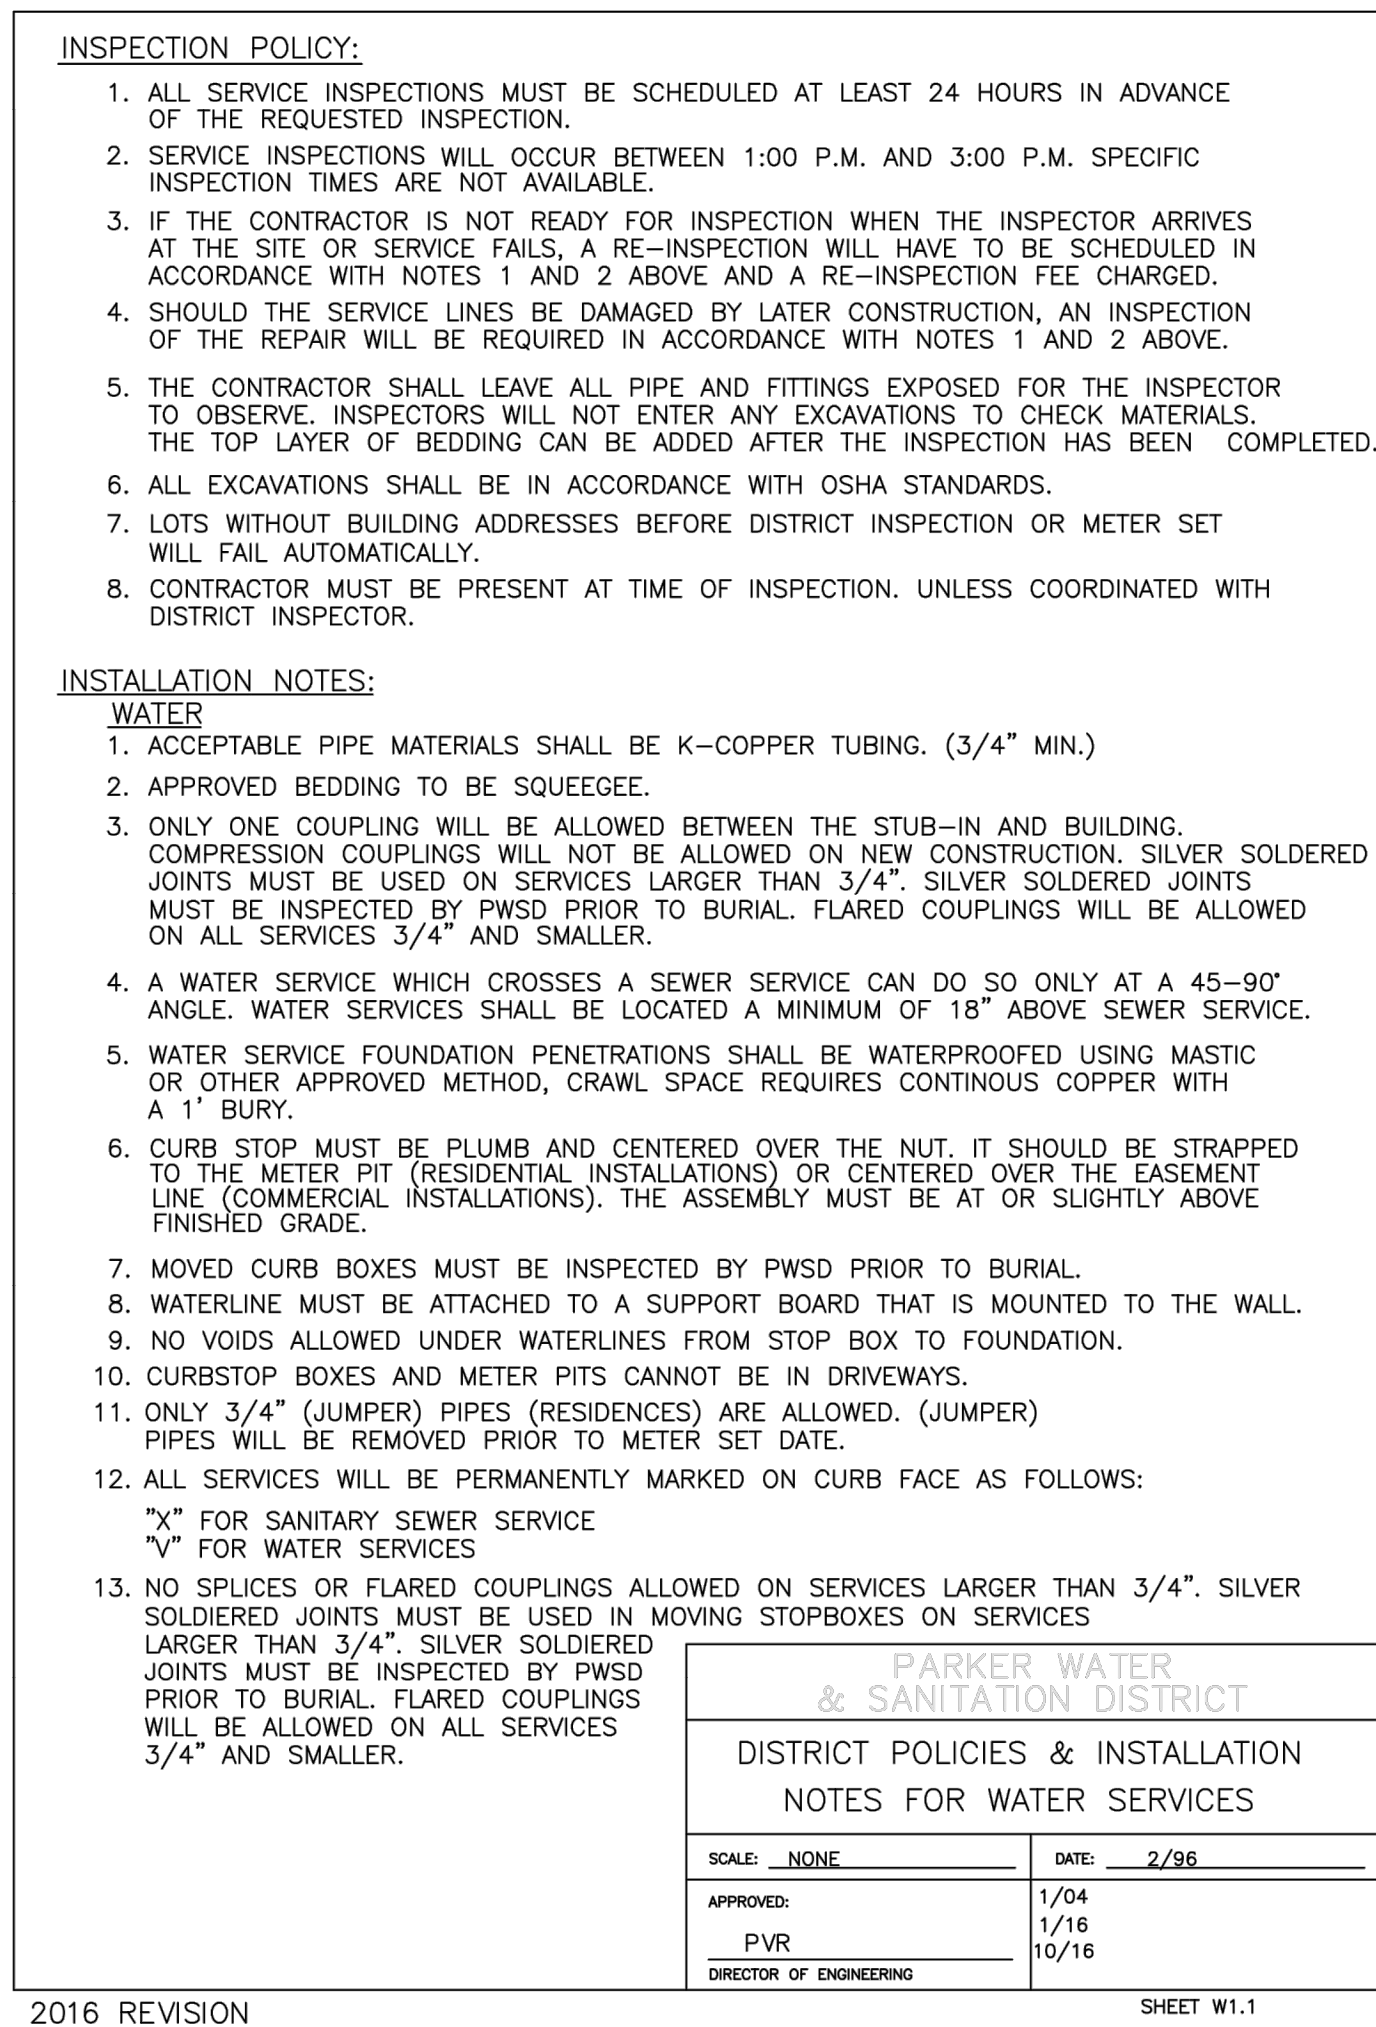 INSPECTION POLICY:
1. ALL SERVICE INSPECTIONS MUST BE SCHEDULED AT LEAST 24 HOURS IN ADVANCE
OF THE REQUESTED INSPECTION.
2. SERVICE INSPECTIONS WILL OCCUR BETWEEN 1:00 P.M. AND 3:00 P.M. SPECIFIC
INSPECTION TIMES ARE NOT AVAILABLE.
3. IF THE CONTRACTOR IS NOT READY FOR INSPECTION WHEN THE INSPECTOR ARRIVES
AT THE SITE OR SERVICE FAILS, A RE-INSPECTION WILL HAVE TO BE SCHEDULED IN
ACCORDANCE WITH NOTES 1 AND 2 ABOVE AND A RE-INSPECTION FEE CHARGED.
4. SHOULD THE SERVICE LINES BE DAMAGED BY LATER CONSTRUCTION, AN INSPECTION
OF THE REPAIR WILL BE REQUIRED IN ACCORDANCE WITH NOTES 1 AND 2 ABOVE.
5. THE CONTRACTOR SHALL LEAVE ALL PIPE AND FITTINGS EXPOSED FOR THE INSPECTOR
TO OBSERVE. INSPECTORS WILL NOT ENTER ANY EXCAVATIONS TO CHECK MATERIALS.
THE TOP LAYER OF BEDDING CAN BE ADDED AFTER THE INSPECTION HAS BEEN COMPLETED.
6. ALL EXCAVATIONS SHALL BE IN ACCORDANCE WITH OSHA STANDARDS.
7. LOTS WITHOUT BUILDING ADDRESSES BEFORE DISTRICT INSPECTION OR METER SET
WILL FAIL AUTOMATICALLY.
8. CONTRACTOR MUST BE PRESENT AT TIME OF INSPECTION. UNLESS COORDINATED WITH
DISTRICT INSPECTOR.
INSTALLATION NOTES:
WATER
1. ACCEPTABLE PIPE MATERIALS SHALL BE K-COPPER TUBING. (3/4" MIN.)
2. APPROVED BEDDING TO BE SQUEEGEE.
3. ONLY ONE COUPLING WILL BE ALLOWED BETWEEN THE STUB-IN AND BUILDING.
COMPRESSION COUPLINGS WILL NOT BE ALLOWED ON NEW CONSTRUCTION. SILVER SOLDERED
JOINTS MUST BE USED ON SERVICES LARGER THAN 3/4". SILVER SOLDERED JOINTS
MUST BE INSPECTED BY PWSD PRIOR TO BURIAL. FLARED COUPLINGS WILL BE ALLOWED
ON ALL SERVICES 3/4" AND SMALLER.
4. A WATER SERVICE WHICH CROSSES A SEWER SERVICE CAN DO SO ONLY AT A 45-90°
ANGLE. WATER SERVICES SHALL BE LOCATED A MINIMUM OF 18" ABOVE SEWER SERVICE.
5. WATER SERVICE FOUNDATION PENETRATIONS SHALL BE WATERPROOFED USING MASTIC
OR OTHER APPROVED METHOD, CRAWL SPACE REQUIRES CONTINOUS COPPER WITH
A 1' BURY.
6. CURB STOP MUST BE PLUMB AND CENTERED OVER THE NUT. IT SHOULD BE STRAPPED
TO THE METER PIT (RESIDENTIAL INSTALLATIONS) OR CENTERED OVER THE EASEMENT
LINE (COMMERCIAL INSTALLATIONS). THE ASSEMBLY MUST BE AT OR SLIGHTLY ABOVE
FINISHED GRADE.
7. MOVED CURB BOXES MUST BE INSPECTED BY PWSD PRIOR TO BURIAL.
8. WATERLINE MUST BE ATTACHED TO A SUPPORT BOARD THAT IS MOUNTED TO THE WALL.
9. NO VOIDS ALLOWED UNDER WATERLINES FROM STOP BOX TO FOUNDATION.
10. CURBSTOP BOXES AND METER PITS CANNOT BE IN DRIVEWAYS.
11. ONLY 3/4" (JUMPER) PIPES (RESIDENCES) ARE ALLOWED. (JUMPER)
PIPES WILL BE REMOVED PRIOR TO METER SET DATE.
12. ALL SERVICES WILL BE PERMANENTLY MARKED ON CURB FACE AS FOLLOWS:
"X" FOR SANITARY SEWER SERVICE
"V" FOR WATER SERVICES
13. NO SPLICES OR FLARED COUPLINGS ALLOWED ON SERVICES LARGER THAN 3/4". SILVER
SOLDIERED JOINTS MUST BE USED IN MOVING STOPBOXES ON SERVICES
LARGER THAN 3/4". SILVER SOLDIERED
JOINTS MUST BE INSPECTED BY PWSD
PRIOR TO BURIAL. FLARED COUPLINGS
WILL BE ALLOWED ON ALL SERVICES
3/4" AND SMALLER.
PARKER WATER
& SANITATION DISTRICT
DISTRICT POLICIES & INSTALLATION
NOTES FOR WATER SERVICES
SCALE: NONE
DATE: 2/96
APPROVED:
PVR
DIRECTOR OF ENGINEERING
1/04
1/16
10/16
2016 REVISION
SHEET W1.1